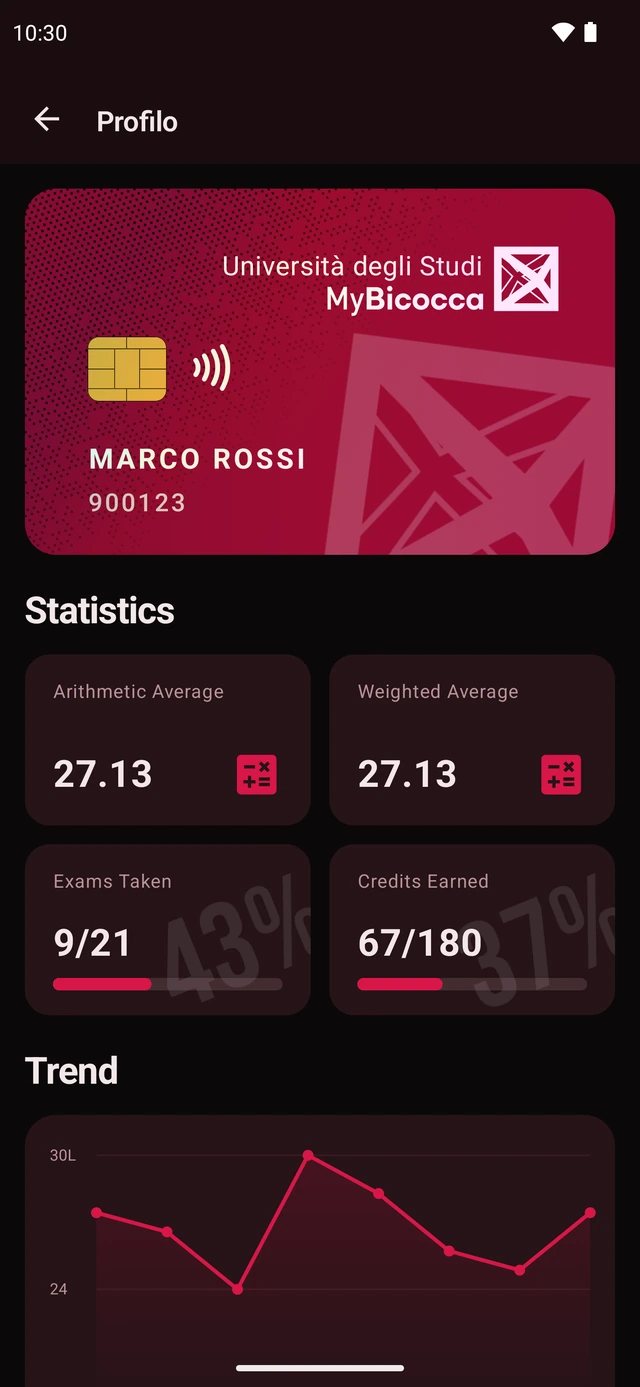 10:30
Profilo
Università degli Studi
MyBicocca
MARCO ROSSI
900123
Statistics
Arithmetic Average
Weighted Average
27.13
27.13
Exams Taken
Credits Earned
9/21
43%
67/180
37%
Trend
30L
24